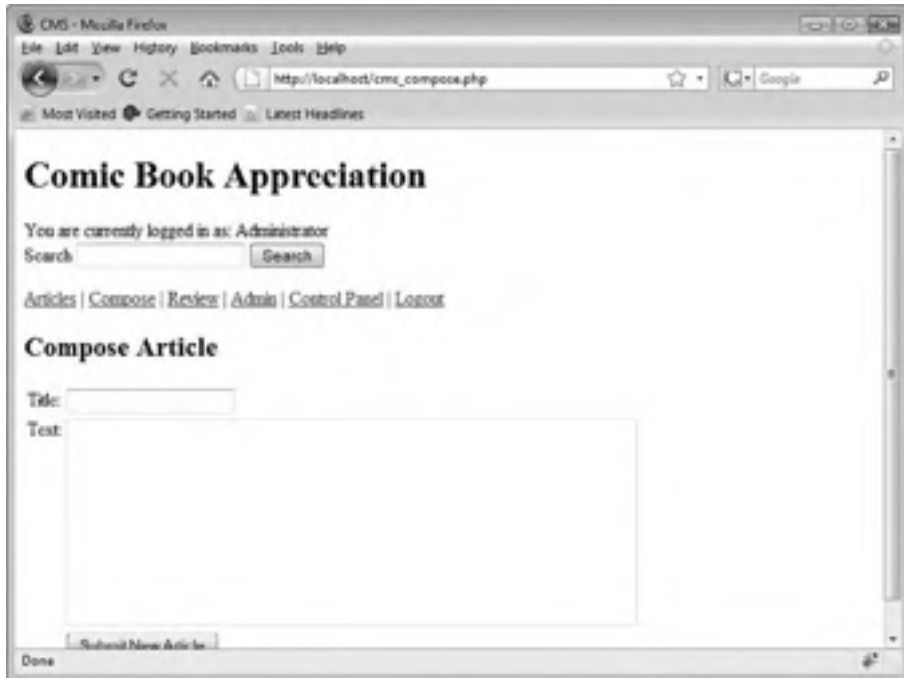 CMS - Mozilla Firefox
File Edit View History Bookmarks Tools Help
http://localhost/cms_compose.php
Google
Most Visited Getting Started Latest Headlines
Comic Book Appreciation
You are currently logged in as: Administrator
Search Search
Articles | Compose | Review | Admin | Control Panel | Logout
Compose Article
Title:
Text:
Submit New Article
Done